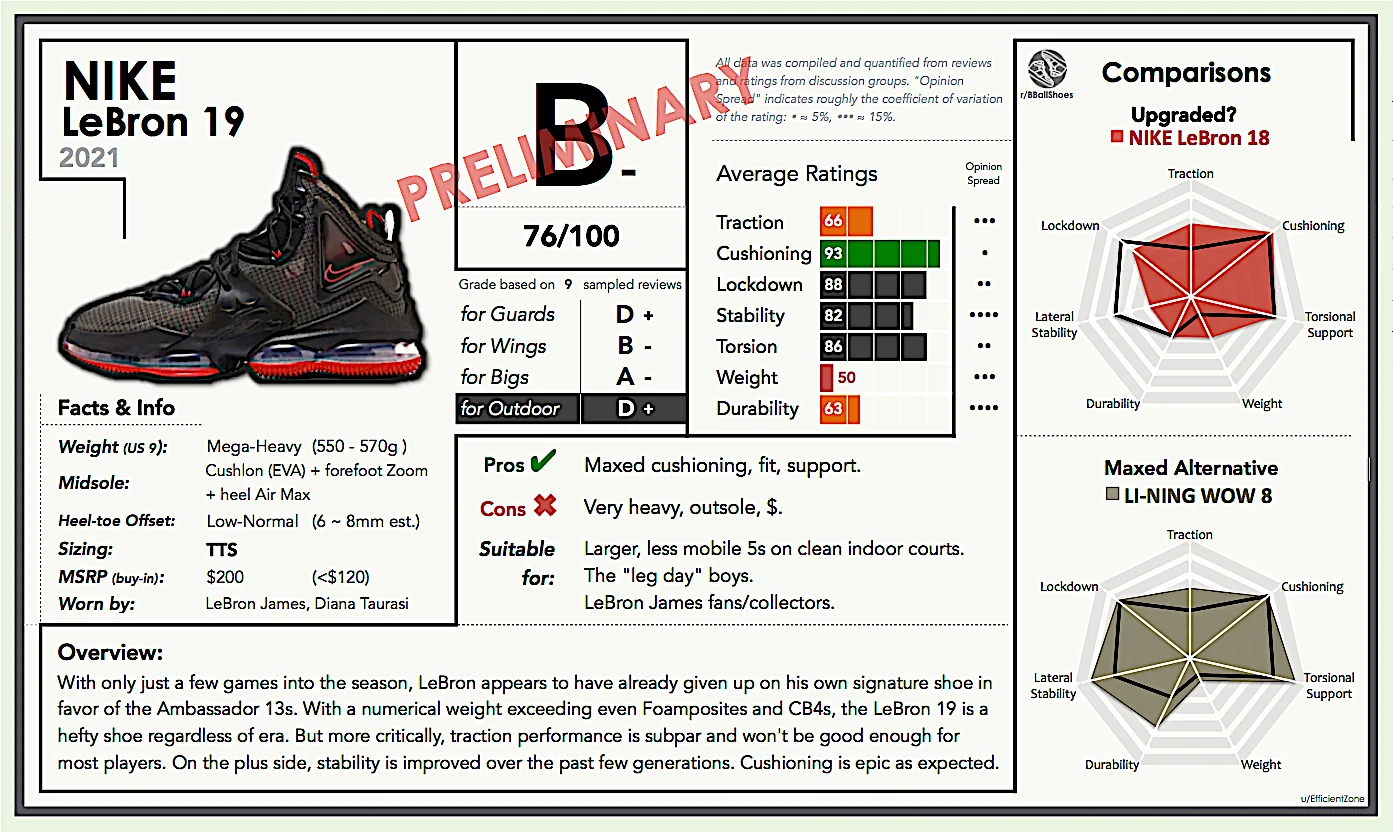 NIKE
LeBron 19
2021
PRELIMINARY
B-
76/100
Grade based on 9 sampled reviews
for Guards D +
for Wings B -
for Bigs A -
for Outdoor D +
All data was compiled and quantified from reviews
and ratings from discussion groups. "Opinion
Spread" indicates roughly the coefficient of variation
of the rating: • ≈ 5%, ••• ≈ 15%.
Average Ratings
Opinion
Spread
Traction 66 •••
Cushioning 93 •
Lockdown 88 ••
Stability 82 ••••
Torsion 86 ••
Weight 50 •••
Durability 63 ••••
Facts & Info
Weight (US 9): Mega-Heavy (550 - 570g )
Midsole: Cushlon (EVA) + forefoot Zoom
+ heel Air Max
Heel-toe Offset: Low-Normal (6 ~ 8mm est.)
Sizing: TTS
MSRP (buy-in): $200 (<$120)
Worn by: LeBron James, Diana Taurasi
Pros Maxed cushioning, fit, support.
Cons Very heavy, outsole, $.
Suitable
for:
Larger, less mobile 5s on clean indoor courts.
The "leg day" boys.
LeBron James fans/collectors.
Overview:
With only just a few games into the season, LeBron appears to have already given up on his own signature shoe in
favor of the Ambassador 13s. With a numerical weight exceeding even Foamposites and CB4s, the LeBron 19 is a
hefty shoe regardless of era. But more critically, traction performance is subpar and won't be good enough for
most players. On the plus side, stability is improved over the past few generations. Cushioning is epic as expected.
r/BBallShoes
Comparisons
Upgraded?
NIKE LeBron 18
Traction
Lockdown
Cushioning
Lateral
Stability
Torsional
Support
Durability
Weight
Maxed Alternative
LI-NING WOW 8
Traction
Lockdown
Cushioning
Lateral
Stability
Torsional
Support
Durability
Weight
u/EfficientZone